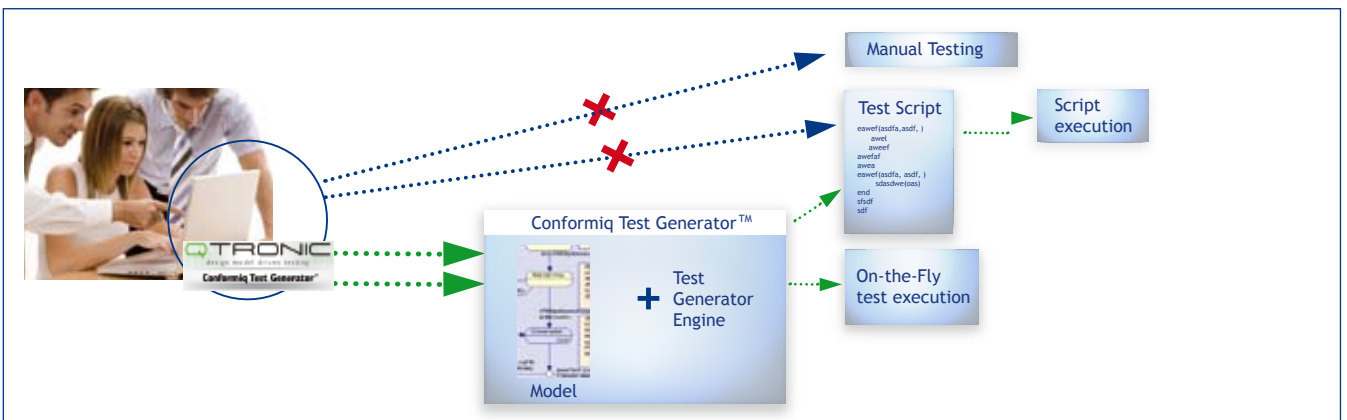 Manual Testing
Test Script
eawef(asdfa,asdf, )
awel
aweef
awefaf
awea
eawef(asdfa, asdf, )
sdasdwe(oas)
end
sfsdf
sdf
Script
execution
QTRONIC
design model driven testing
Conformiq Test Generator™
Conformiq Test Generator™
+
Test
Generator
Engine
Model
On-the-Fly
test execution